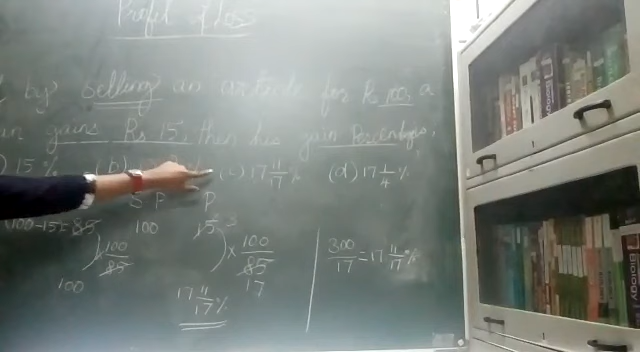 Profit & Loss
by selling an article for Rs 100, a
gains Rs 15, then his gain Percentage,
) 15 % (b) (c) 17 11/17 % (d) 17 1/4 %
S P P
(100-15 = 85 100 15 3
) 100/85 ) × 100/85 300/17 = 17 11/17 %
100 17
17 11/17 %
Biology